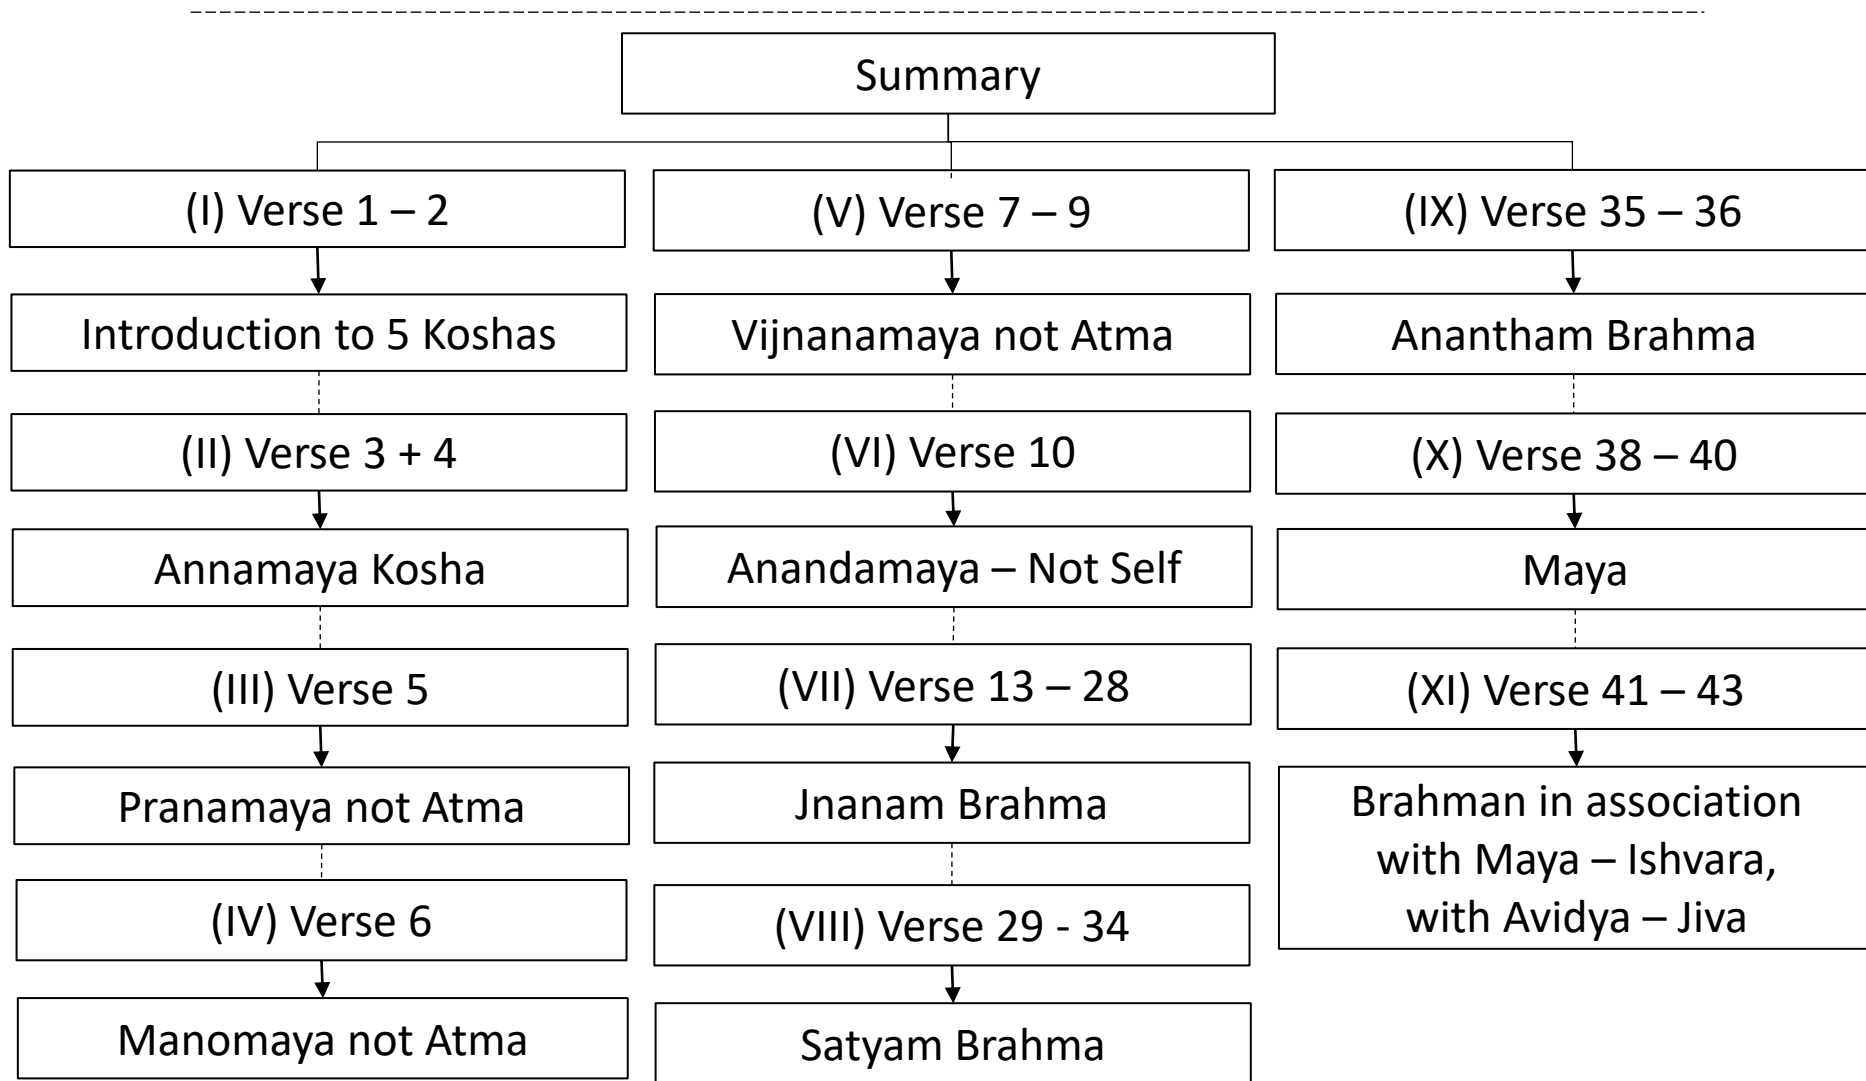 Summary
(I) Verse 1 – 2
Introduction to 5 Koshas
(II) Verse 3 + 4
Annamaya Kosha
(III) Verse 5
Pranamaya not Atma
(IV) Verse 6
Manomaya not Atma
(V) Verse 7 – 9
Vijnanamaya not Atma
(VI) Verse 10
Anandamaya – Not Self
(VII) Verse 13 – 28
Jnanam Brahma
(VIII) Verse 29 - 34
Satyam Brahma
(IX) Verse 35 – 36
Anantham Brahma
(X) Verse 38 – 40
Maya
(XI) Verse 41 – 43
Brahman in association
with Maya – Ishvara,
with Avidya – Jiva